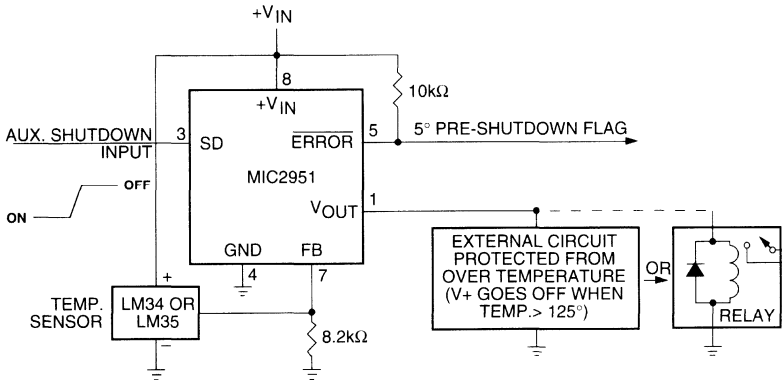 +VIN
8
10kΩ
+VIN
AUX. SHUTDOWN
INPUT
3
SD
ERROR
5
5° PRE-SHUTDOWN FLAG
MIC2951
OFF
ON
VOUT
1
GND
FB
4
7
EXTERNAL CIRCUIT
PROTECTED FROM
OVER TEMPERATURE
(V+ GOES OFF WHEN
TEMP.> 125°)
OR
RELAY
+
TEMP.
SENSOR
LM34 OR
LM35
–
8.2kΩ